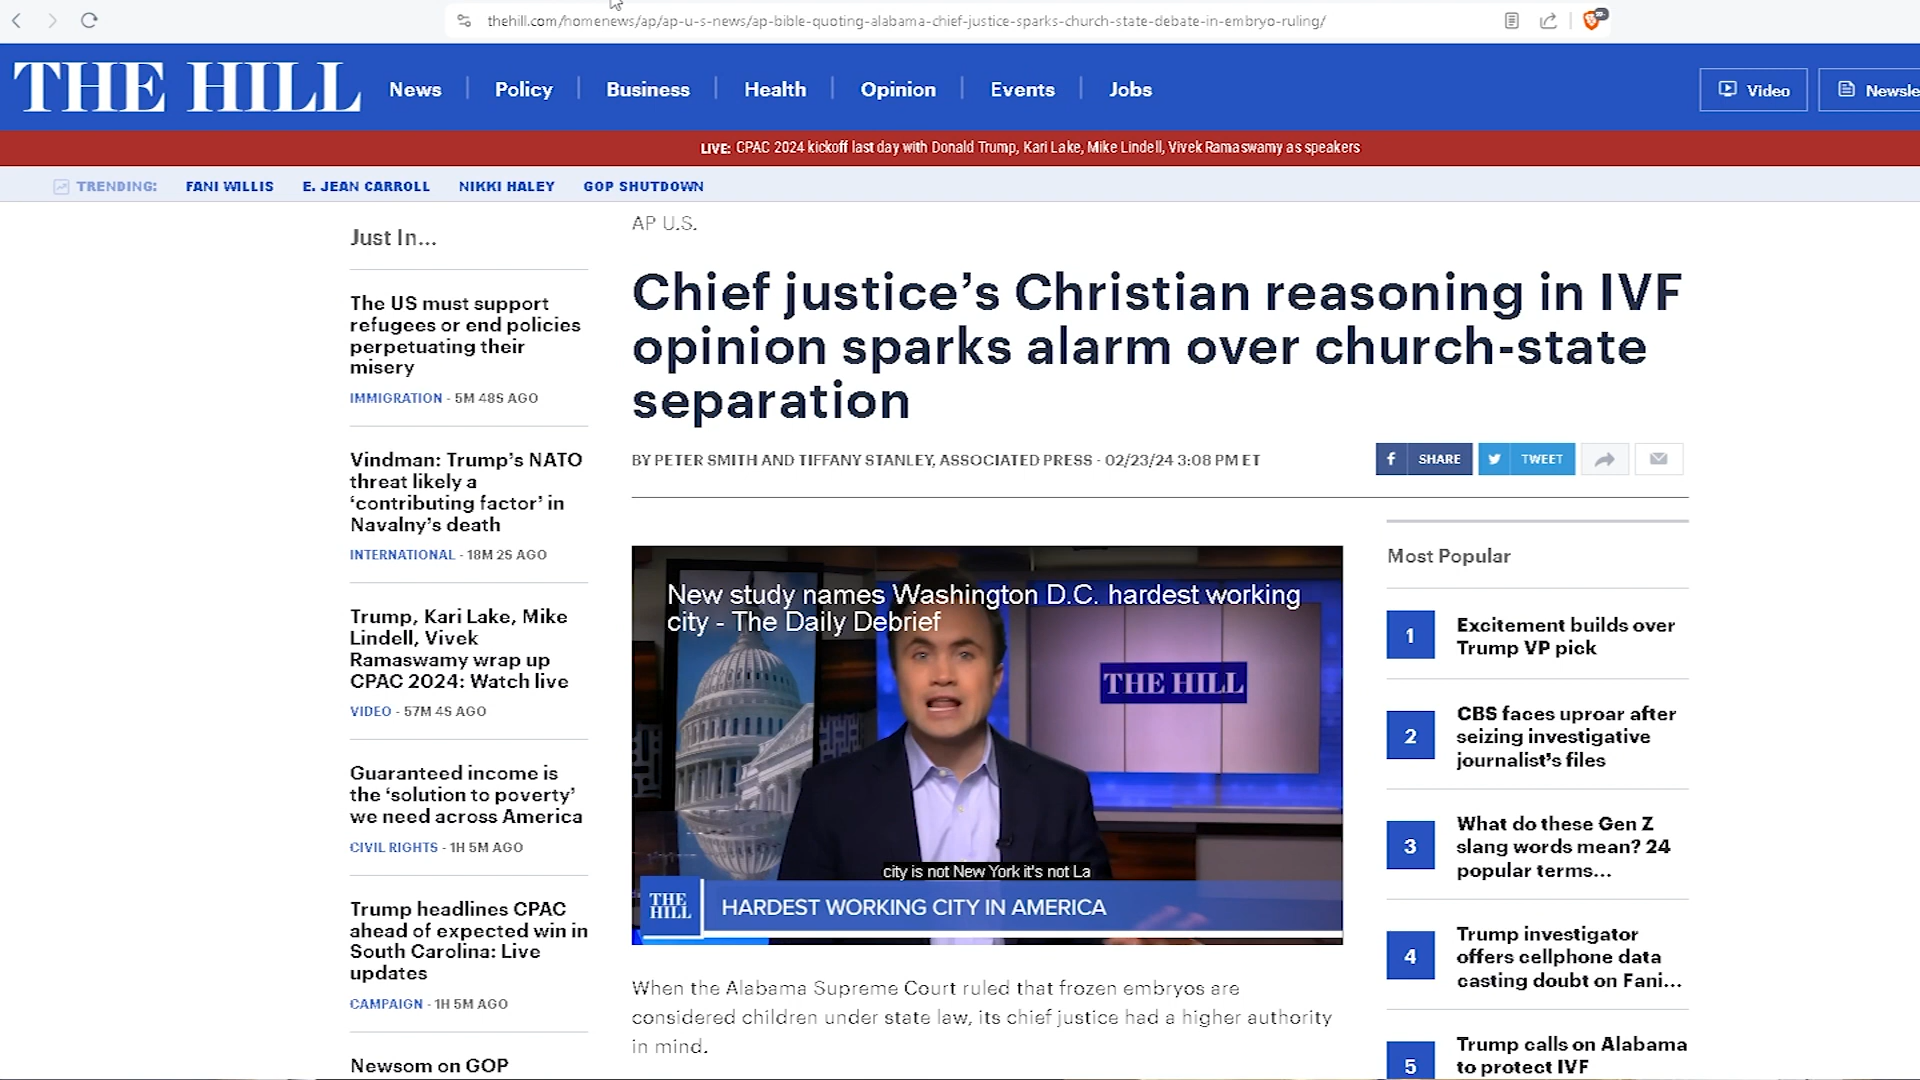 thehill.com/homenews/ap/ap-u-s-news/ap-bible-quoting-alabama-chief-justice-sparks-church-state-debate-in-embryo-ruling/
THE HILL
News
Policy
Business
Health
Opinion
Events
Jobs
Video
Newsle
LIVE: CPAC 2024 kickoff last day with Donald Trump, Kari Lake, Mike Lindell, Vivek Ramaswamy as speakers
TRENDING:
FANI WILLIS
E. JEAN CARROLL
NIKKI HALEY
GOP SHUTDOWN
Just In...
The US must support
refugees or end policies
perpetuating their
misery
IMMIGRATION - 5M 48S AGO
Vindman: Trump's NATO
threat likely a
‘contributing factor’ in
Navalny’s death
INTERNATIONAL - 18M 2S AGO
Trump, Kari Lake, Mike
Lindell, Vivek
Ramaswamy wrap up
CPAC 2024: Watch live
VIDEO - 57M 4S AGO
Guaranteed income is
the ‘solution to poverty’
we need across America
CIVIL RIGHTS - 1H 5M AGO
Trump headlines CPAC
ahead of expected win in
South Carolina: Live
updates
CAMPAIGN - 1H 5M AGO
Newsom on GOP
AP U.S.
Chief justice’s Christian reasoning in IVF
opinion sparks alarm over church-state
separation
BY PETER SMITH AND TIFFANY STANLEY, ASSOCIATED PRESS - 02/23/24 3:08 PM ET
SHARE
TWEET
New study names Washington D.C. hardest working
city - The Daily Debrief
THE HILL
city is not New York it's not La
THE
HILL
HARDEST WORKING CITY IN AMERICA
When the Alabama Supreme Court ruled that frozen embryos are
considered children under state law, its chief justice had a higher authority
in mind.
Most Popular
1
Excitement builds over
Trump VP pick
2
CBS faces uproar after
seizing investigative
journalist’s files
3
What do these Gen Z
slang words mean? 24
popular terms...
4
Trump investigator
offers cellphone data
casting doubt on Fani...
5
Trump calls on Alabama
to protect IVF